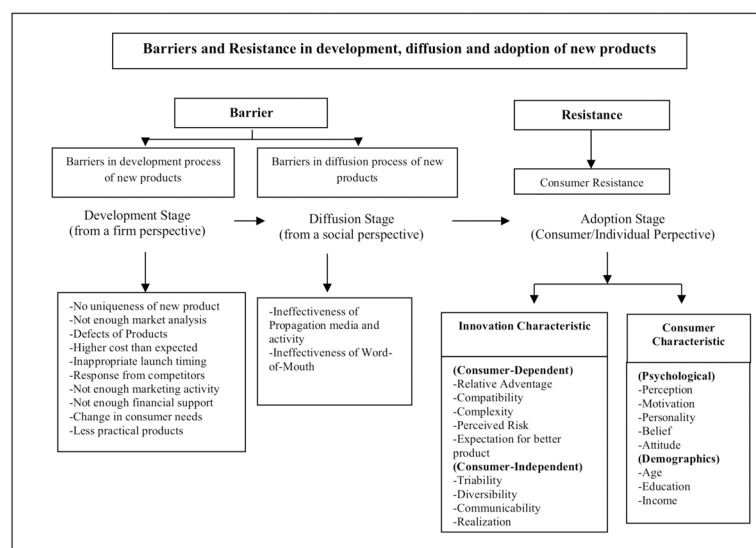 Barriers and Resistance in development, diffusion and adoption of new products
Barrier
Resistance
Barriers in development process
of new products
Barriers in diffusion process of new
products
Consumer Resistance
Development Stage
(from a firm perspective)
Diffusion Stage
(from a social perspective)
Adoption Stage
(Consumer/Individual Perpective)
-No uniqueness of new product
-Not enough market analysis
-Defects of Products
-Higher cost than expected
-Inappropriate launch timing
-Response from competitors
-Not enough marketing activity
-Not enough financial support
-Change in consumer needs
-Less practical products
-Ineffectiveness of
Propagation media and
activity
-Ineffectiveness of Word-
of-Mouth
Innovation Characteristic
(Consumer-Dependent)
-Relative Adventage
-Compatibility
-Complexity
-Perceived Risk
-Expectation for better
product
(Consumer-Independent)
-Triability
-Diversibility
-Communicability
-Realization
Consumer
Characteristic
(Psychological)
-Perception
-Motivation
-Personality
-Belief
-Attitude
(Demographics)
-Age
-Education
-Income